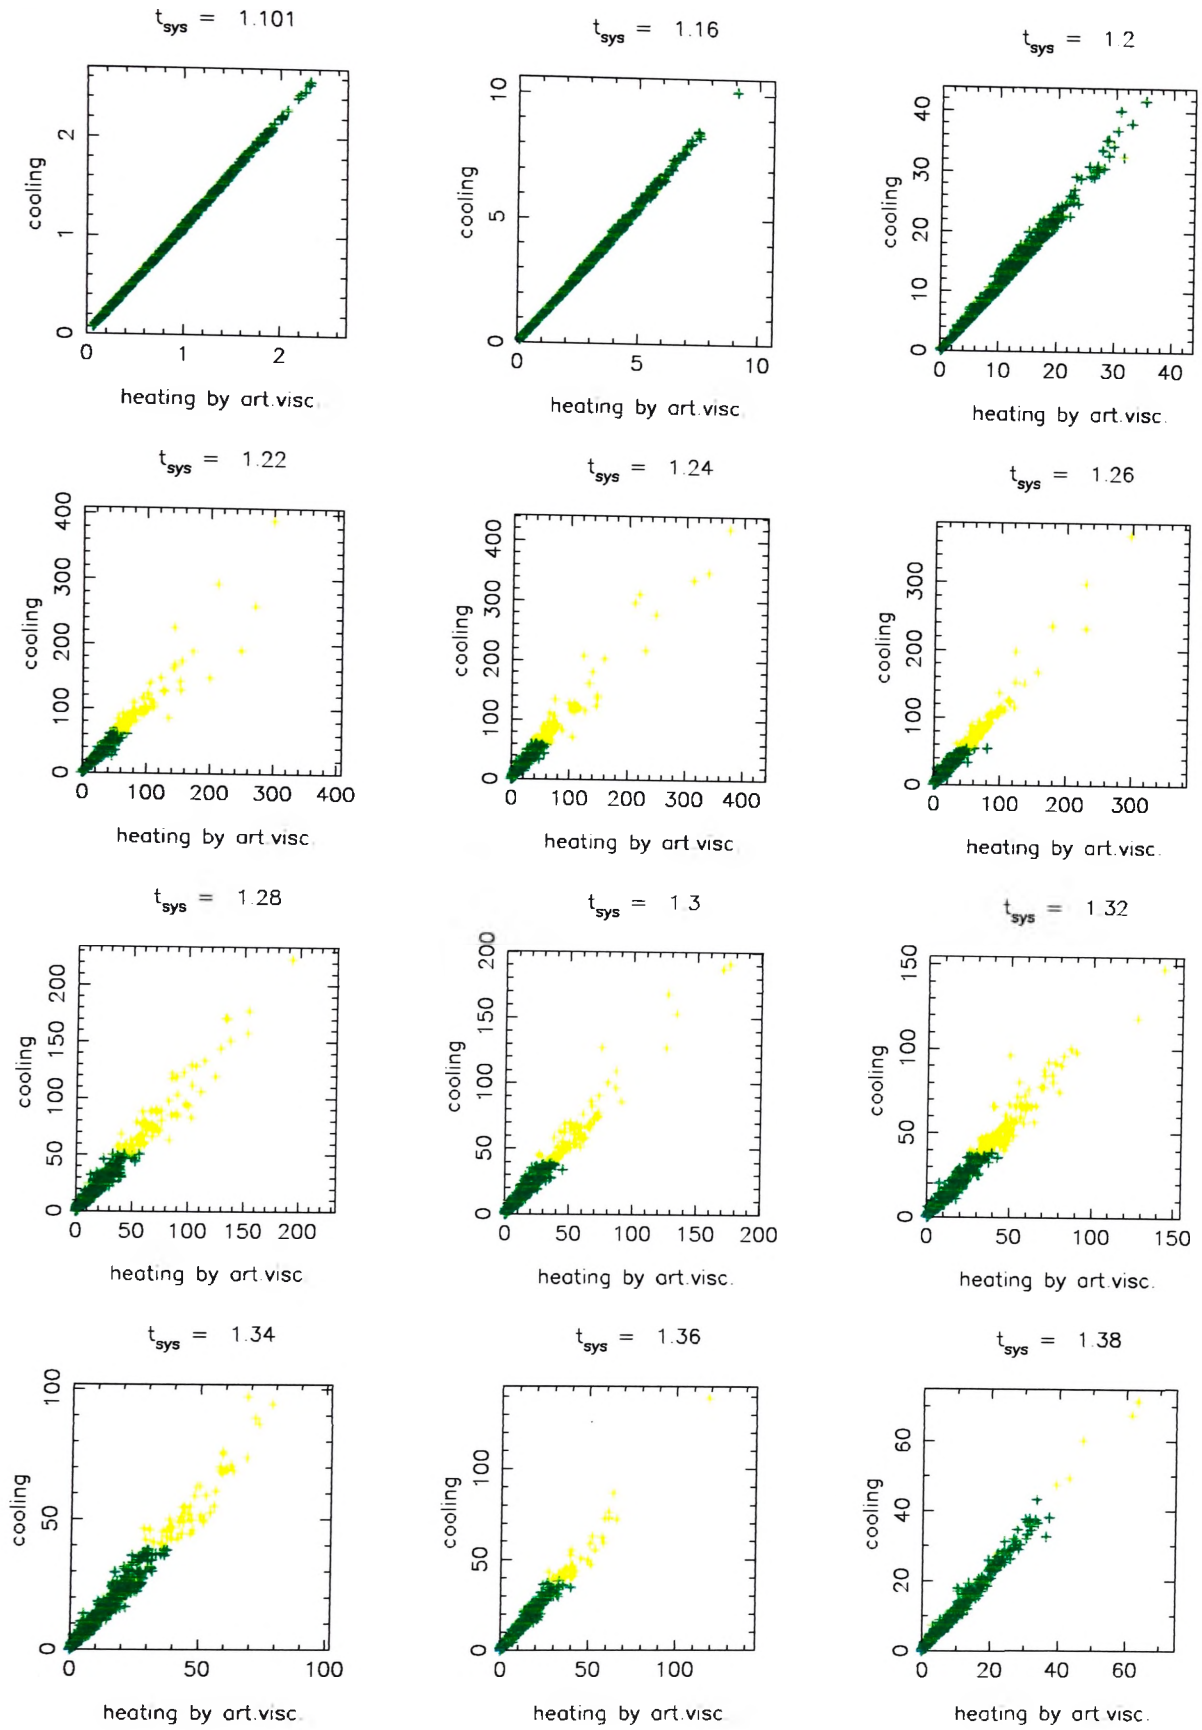 t_sys = 1.101
t_sys = 1.16
t_sys = 1.2
cooling
2
1
0
0 1 2
heating by art.visc.
cooling
10
5
0
0 5 10
heating by art.visc.
cooling
40
30
20
10
0
0 10 20 30 40
heating by art.visc.
t_sys = 1.22
t_sys = 1.24
t_sys = 1.26
cooling
400
300
200
100
0
0 100 200 300 400
heating by art.visc.
cooling
400
300
200
100
0
0 100 200 300 400
heating by art.visc.
cooling
300
200
100
0
0 100 200 300
heating by art.visc.
t_sys = 1.28
t_sys = 1.3
t_sys = 1.32
cooling
200
150
100
50
0
0 50 100 150 200
heating by art.visc.
cooling
200
150
100
50
0
0 50 100 150 200
heating by art.visc.
cooling
150
100
50
0
0 50 100 150
heating by art.visc.
t_sys = 1.34
t_sys = 1.36
t_sys = 1.38
cooling
100
50
0
0 50 100
heating by art.visc.
cooling
100
50
0
0 50 100
heating by art.visc.
cooling
60
40
20
0
0 20 40 60
heating by art.visc.